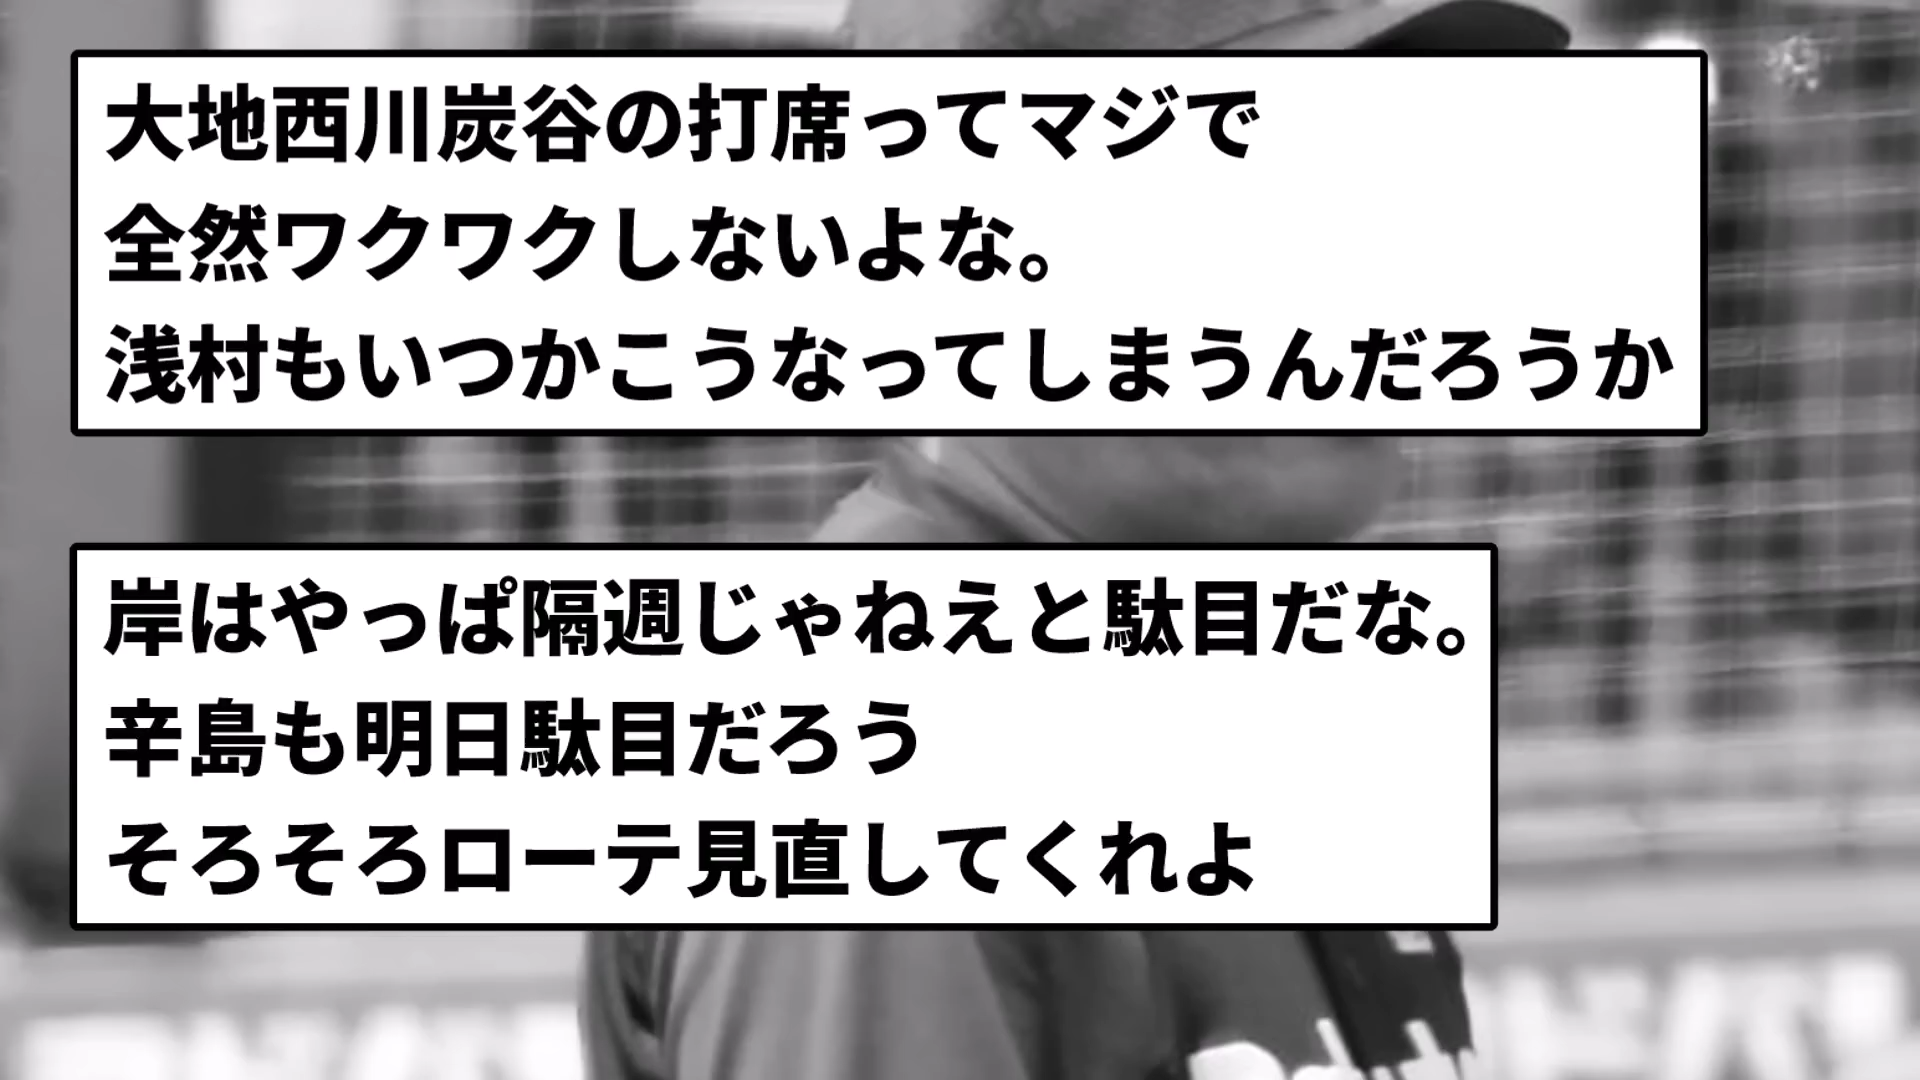 大地西川炭谷の打席ってマジで
全然ワクワクしないよな。
浅村もいつかこうなってしまうんだろうか
岸はやっぱ隔週じゃねえと駄目だな。
辛島も明日駄目だろう
そろそろローテ見直してくれよ